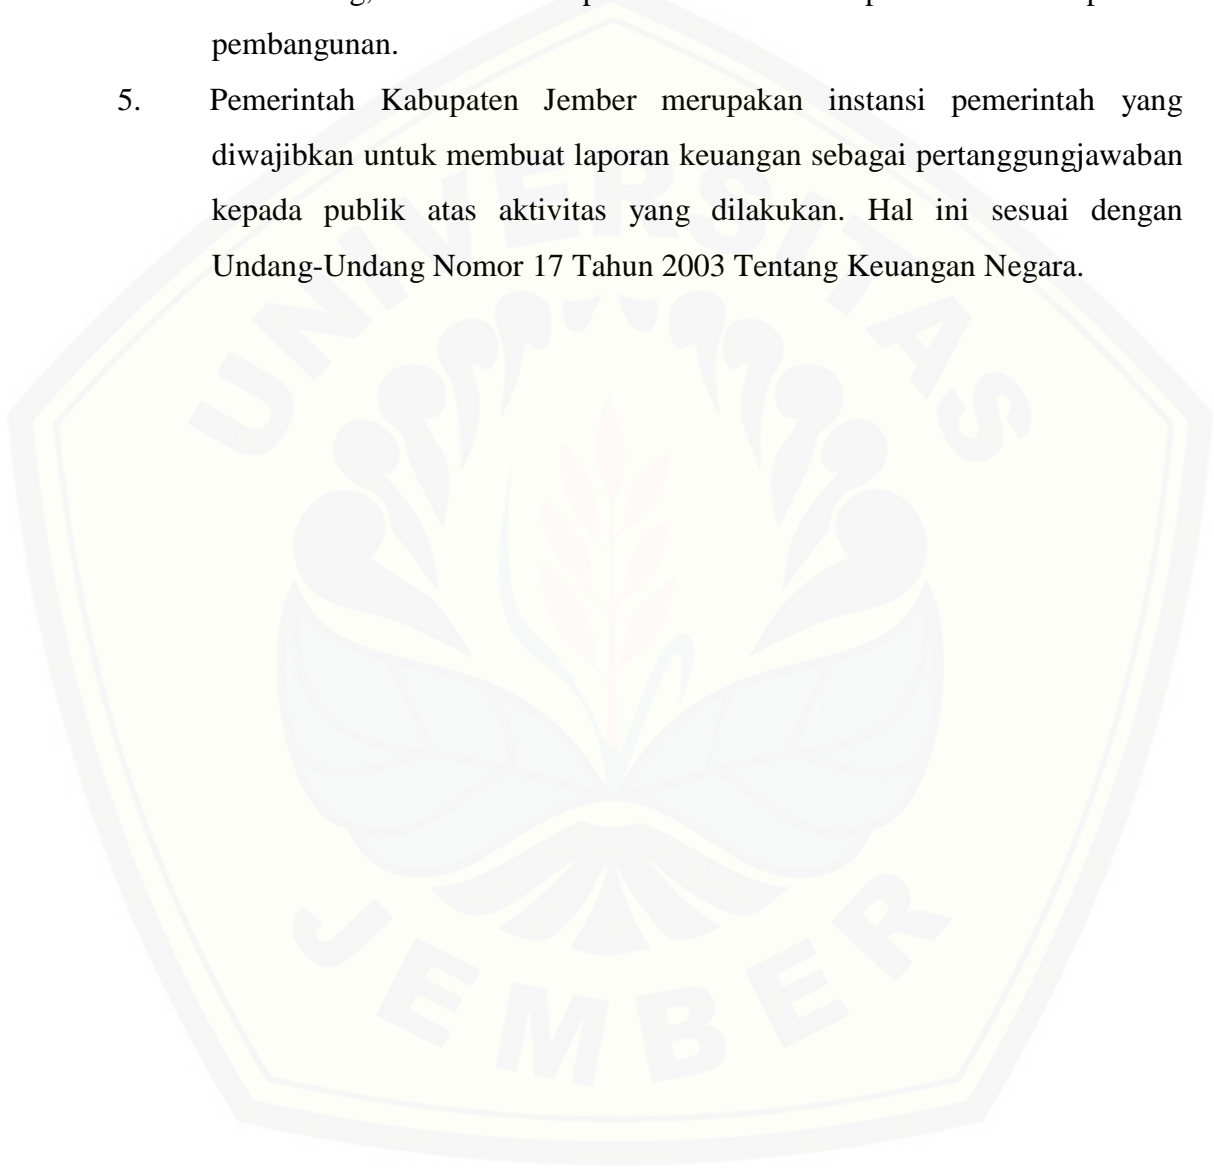 pembangunan.
5. Pemerintah Kabupaten Jember merupakan instansi pemerintah yang
diwajibkan untuk membuat laporan keuangan sebagai pertanggungjawaban
kepada publik atas aktivitas yang dilakukan. Hal ini sesuai dengan
Undang-Undang Nomor 17 Tahun 2003 Tentang Keuangan Negara.
UNIVERSITAS
JEMBER